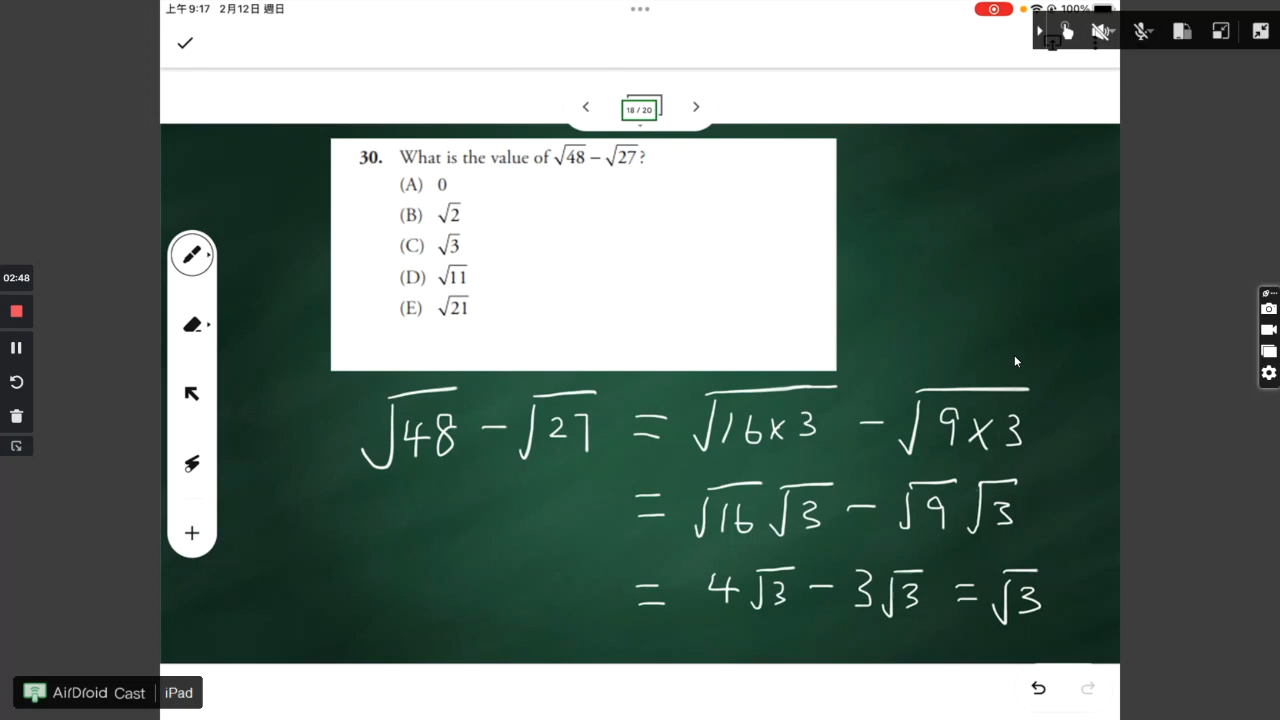 上午9:17 2月12日 週日
100%
18 / 20
30. What is the value of √48 – √27?
(A) 0
(B) √2
(C) √3
(D) √11
(E) √21
02:48
√48 – √27 = √16×3 – √9×3
= √16 √3 – √9 √3
= 4√3 – 3√3 = √3
AirDroid Cast | iPad